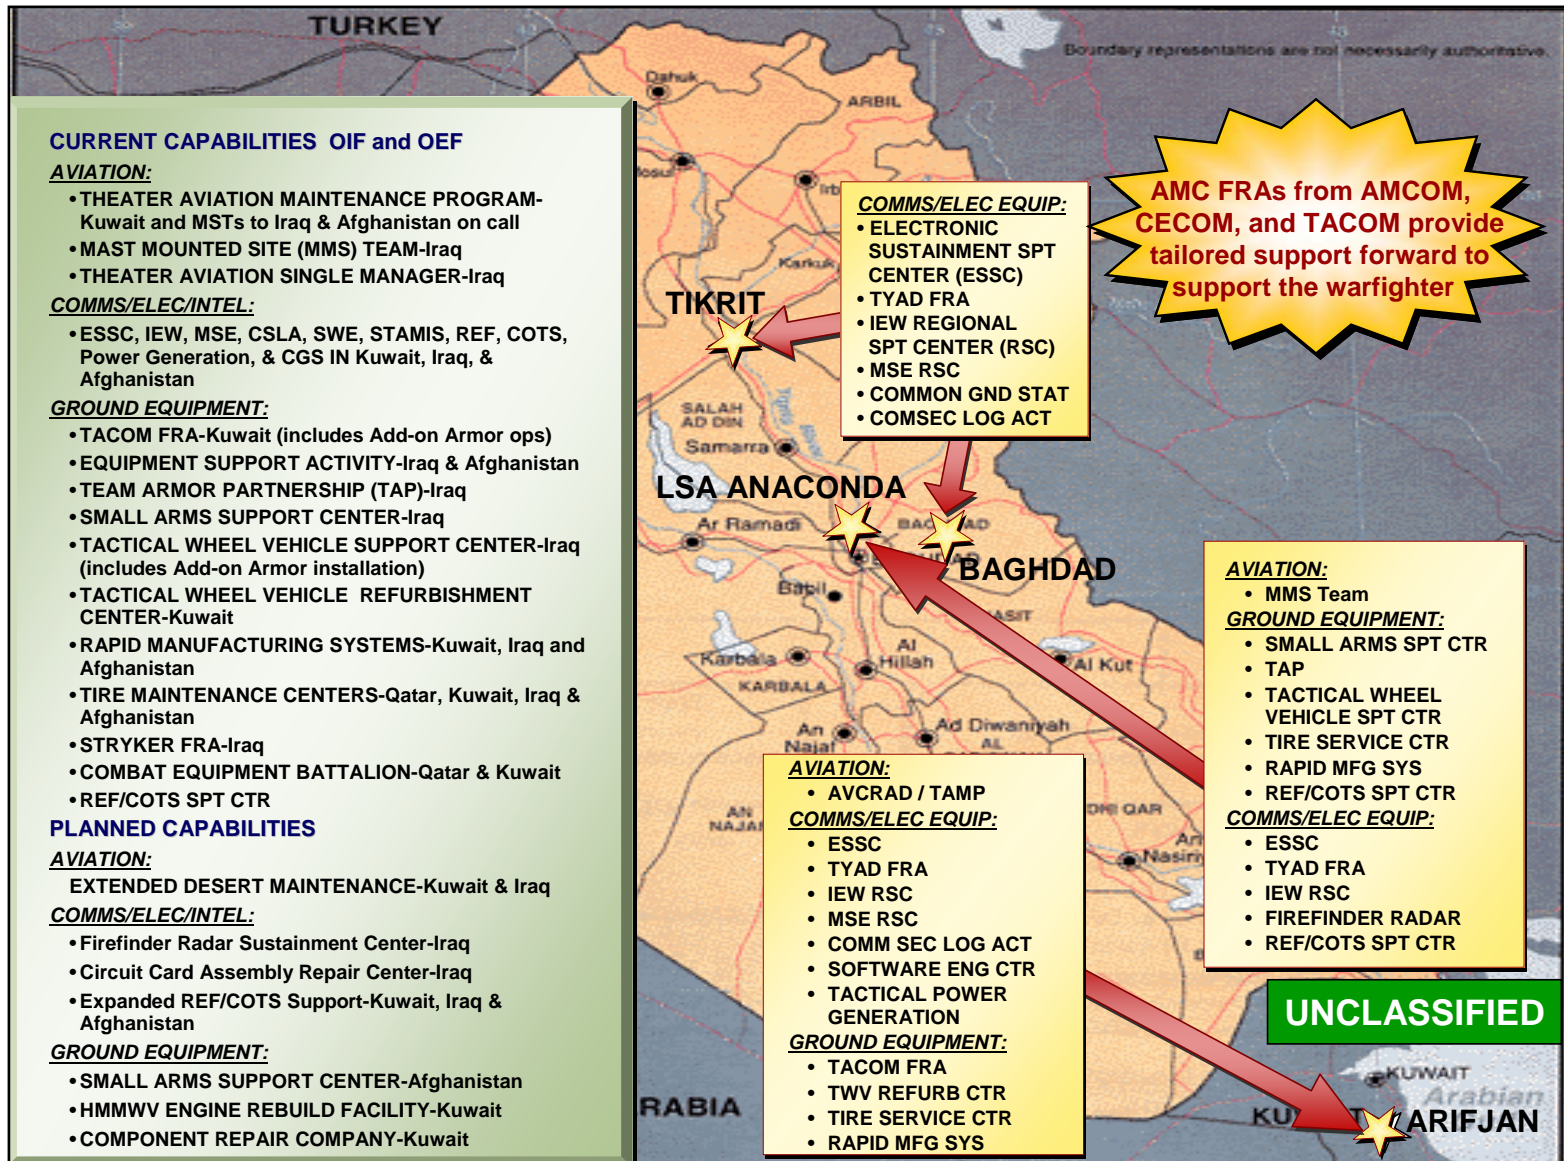 TURKEY
Boundary representations are not necessarily authoritative.
Dahuk
ARBIL
CURRENT CAPABILITIES  OIF and OEF
AVIATION:
•THEATER AVIATION MAINTENANCE PROGRAM-
Kuwait and MSTs to Iraq & Afghanistan on call
•MAST MOUNTED SITE (MMS) TEAM-Iraq
•THEATER AVIATION SINGLE MANAGER-Iraq
COMMS/ELEC/INTEL:
•ESSC, IEW, MSE, CSLA, SWE, STAMIS, REF, COTS,
Power Generation, & CGS IN Kuwait, Iraq, &
Afghanistan
GROUND EQUIPMENT:
•TACOM FRA-Kuwait (includes Add-on Armor ops)
•EQUIPMENT SUPPORT ACTIVITY-Iraq & Afghanistan
•TEAM ARMOR PARTNERSHIP (TAP)-Iraq
•SMALL ARMS SUPPORT CENTER-Iraq
•TACTICAL WHEEL VEHICLE SUPPORT CENTER-Iraq
(includes Add-on Armor installation)
•TACTICAL WHEEL VEHICLE  REFURBISHMENT
CENTER-Kuwait
•RAPID MANUFACTURING SYSTEMS-Kuwait, Iraq and
Afghanistan
•TIRE MAINTENANCE CENTERS-Qatar, Kuwait, Iraq &
Afghanistan
•STRYKER FRA-Iraq
•COMBAT EQUIPMENT BATTALION-Qatar & Kuwait
•REF/COTS SPT CTR
PLANNED CAPABILITIES
AVIATION:
EXTENDED DESERT MAINTENANCE-Kuwait & Iraq
COMMS/ELEC/INTEL:
•Firefinder Radar Sustainment Center-Iraq
•Circuit Card Assembly Repair Center-Iraq
•Expanded REF/COTS Support-Kuwait, Iraq &
Afghanistan
GROUND EQUIPMENT:
•SMALL ARMS SUPPORT CENTER-Afghanistan
•HMMWV ENGINE REBUILD FACILITY-Kuwait
•COMPONENT REPAIR COMPANY-Kuwait
AMC FRAs from AMCOM,
CECOM, and TACOM provide
tailored support forward to
support the warfighter
COMMS/ELEC EQUIP:
• ELECTRONIC
SUSTAINMENT SPT
CENTER (ESSC)
• TYAD FRA
• IEW REGIONAL
SPT CENTER (RSC)
• MSE RSC
• COMMON GND STAT
• COMSEC LOG ACT
Karkuk
TIKRIT
SALAH
AD DIN
Samarra
LSA ANACONDA
Ar Ramadi
BAGHDAD
Babil
Al
Hillah
Karbala
KARBALA
Al Kut
An
Najaf
Ad Diwaniyah
AL
AN
NAJAF
AVIATION:
• MMS Team
GROUND EQUIPMENT:
• SMALL ARMS SPT CTR
• TAP
• TACTICAL WHEEL
VEHICLE SPT CTR
• TIRE SERVICE CTR
• RAPID MFG SYS
• REF/COTS SPT CTR
COMMS/ELEC EQUIP:
• ESSC
• TYAD FRA
• IEW RSC
• FIREFINDER RADAR
• REF/COTS SPT CTR
AVIATION:
• AVCRAD / TAMP
COMMS/ELEC EQUIP:
• ESSC
• TYAD FRA
• IEW RSC
• MSE RSC
• COMM SEC LOG ACT
• SOFTWARE ENG CTR
• TACTICAL POWER
GENERATION
GROUND EQUIPMENT:
• TACOM FRA
• TWV REFURB CTR
• TIRE SERVICE CTR
• RAPID MFG SYS
QAR
UNCLASSIFIED
KUWAIT
Arabian
RABIA
ARIFJAN